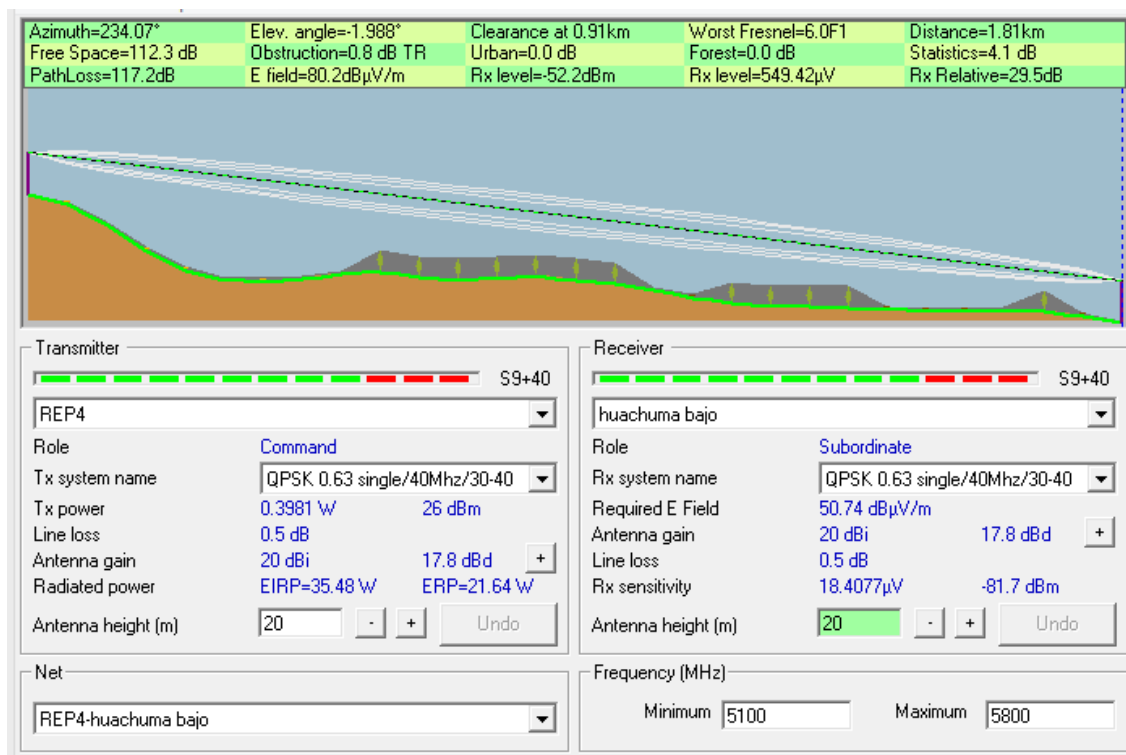 Azimuth=234.07° Elev. angle=-1.988° Clearance at 0.91km Worst Fresnel=6.0F1 Distance=1.81km
Free Space=112.3 dB Obstruction=0.8 dB TR Urban=0.0 dB Forest=0.0 dB Statistics=4.1 dB
PathLoss=117.2dB E field=80.2dBµV/m Rx level=-52.2dBm Rx level=549.42µV Rx Relative=29.5dB
Transmitter
S9+40
REP4
Role Command
Tx system name QPSK 0.63 single/40Mhz/30-40
Tx power 0.3981 W 26 dBm
Line loss 0.5 dB
Antenna gain 20 dBi 17.8 dBd +
Radiated power EIRP=35.48 W ERP=21.64 W
Antenna height (m) 20 - + Undo
Receiver
S9+40
huachuma bajo
Role Subordinate
Rx system name QPSK 0.63 single/40Mhz/30-40
Required E Field 50.74 dBµV/m
Antenna gain 20 dBi 17.8 dBd +
Line loss 0.5 dB
Rx sensitivity 18.4077µV -81.7 dBm
Antenna height (m) 20 - + Undo
Net
REP4-huachuma bajo
Frequency (MHz)
Minimum 5100 Maximum 5800